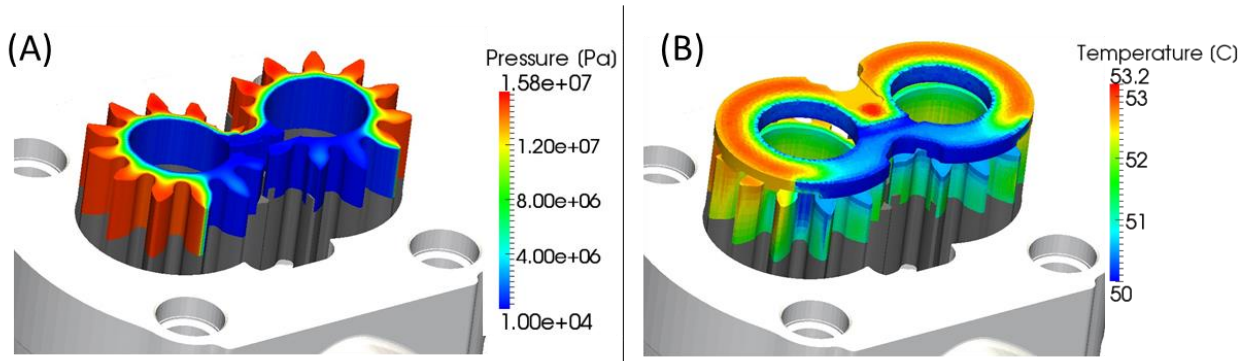 (A)
Pressure (Pa)
1.58e+07
1.20e+07
8.00e+06
4.00e+06
1.00e+04
(B)
Temperature (C)
53.2
53
52
51
50